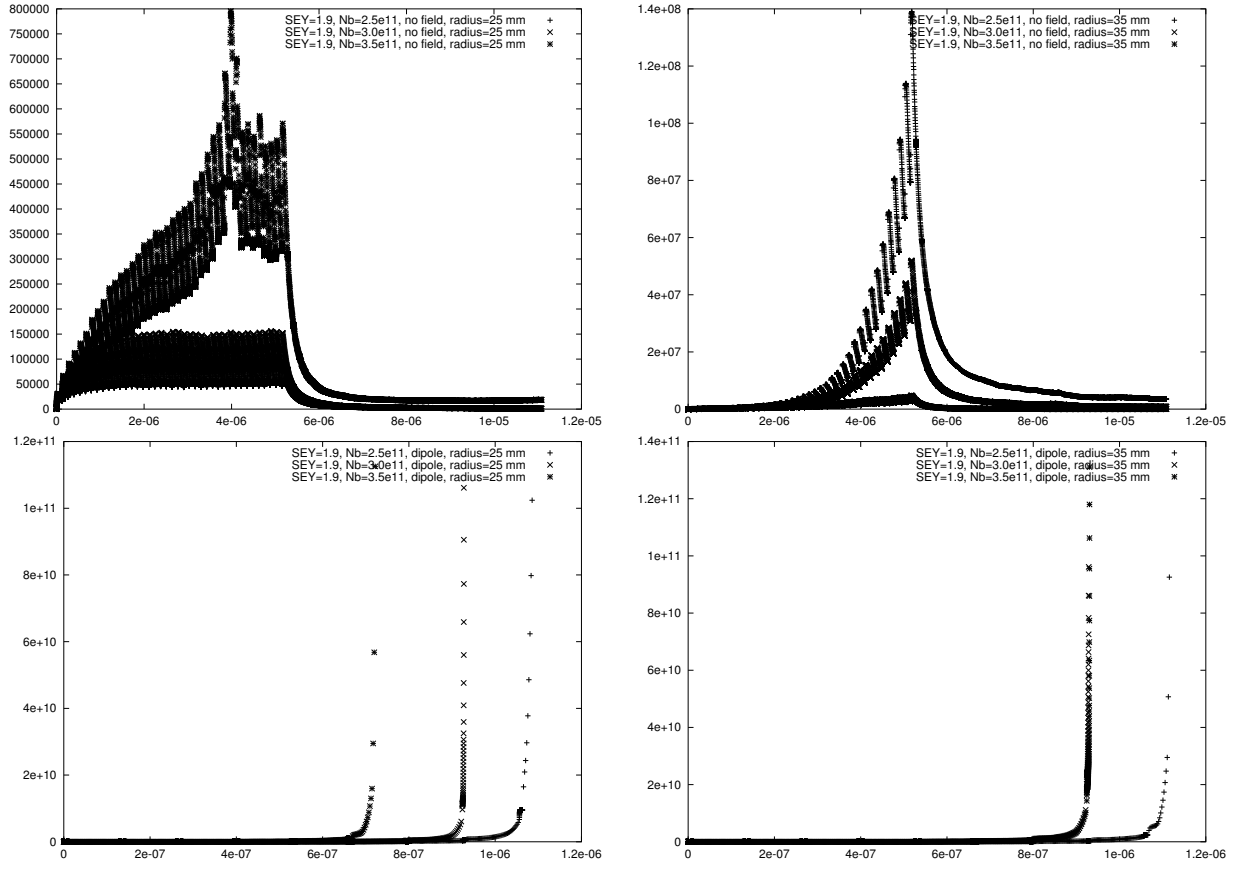 800000
750000
700000
650000
600000
550000
500000
450000
400000
350000
300000
250000
200000
150000
100000
50000
0
0 2e-06 4e-06 6e-06 8e-06 1e-05 1.2e-05
SEY=1.9, Nb=2.5e11, no field, radius=25 mm
SEY=1.9, Nb=3.0e11, no field, radius=25 mm
SEY=1.9, Nb=3.5e11, no field, radius=25 mm
1.4e+08
1.2e+08
1e+08
8e+07
6e+07
4e+07
2e+07
0
0 2e-06 4e-06 6e-06 8e-06 1e-05 1.2e-05
SEY=1.9, Nb=2.5e11, no field, radius=35 mm
SEY=1.9, Nb=3.0e11, no field, radius=35 mm
SEY=1.9, Nb=3.5e11, no field, radius=35 mm
1.2e+11
1e+11
8e+10
6e+10
4e+10
2e+10
0
0 2e-07 4e-07 6e-07 8e-07 1e-06 1.2e-06
SEY=1.9, Nb=2.5e11, dipole, radius=25 mm
SEY=1.9, Nb=3.0e11, dipole, radius=25 mm
SEY=1.9, Nb=3.5e11, dipole, radius=25 mm
1.4e+11
1.2e+11
1e+11
8e+10
6e+10
4e+10
2e+10
0
0 2e-07 4e-07 6e-07 8e-07 1e-06 1.2e-06
SEY=1.9, Nb=2.5e11, dipole, radius=35 mm
SEY=1.9, Nb=3.0e11, dipole, radius=35 mm
SEY=1.9, Nb=3.5e11, dipole, radius=35 mm